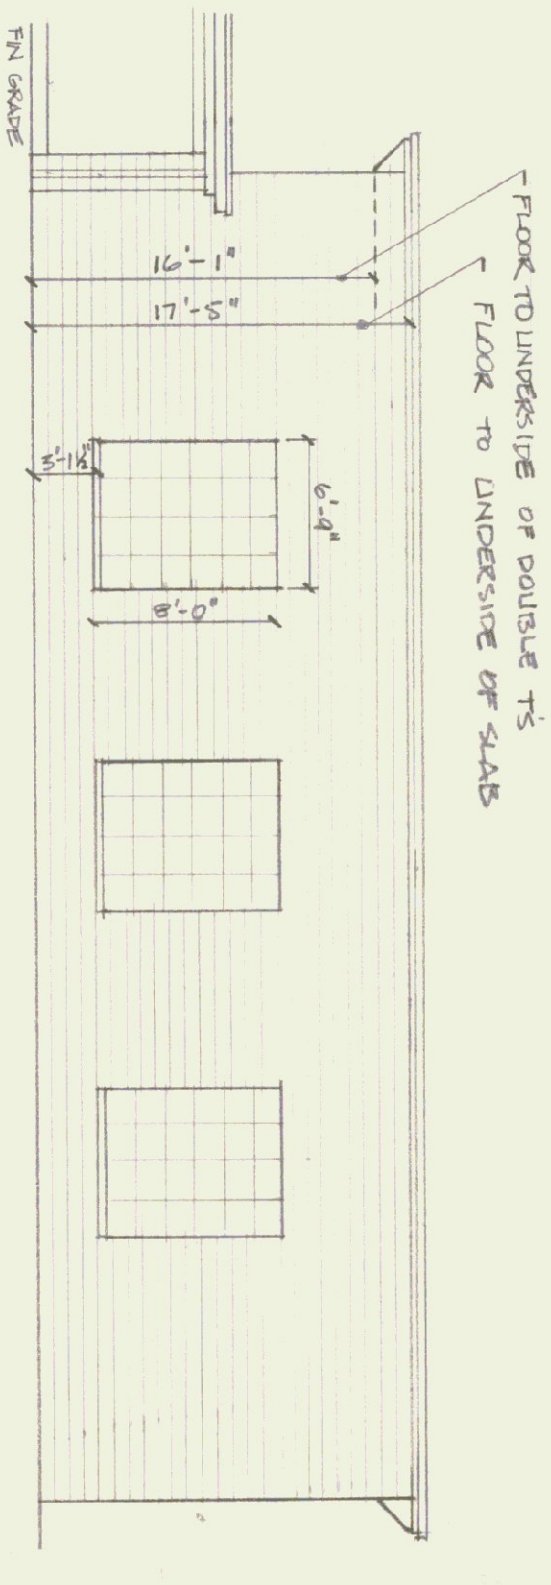 FLOOR TO UNDERSIDE OF DOUBLE T'S
FLOOR TO UNDERSIDE OF SLAB
16'-1"
17'-5"
6'-9"
8'-0"
3'-1½"
FIN GRADE